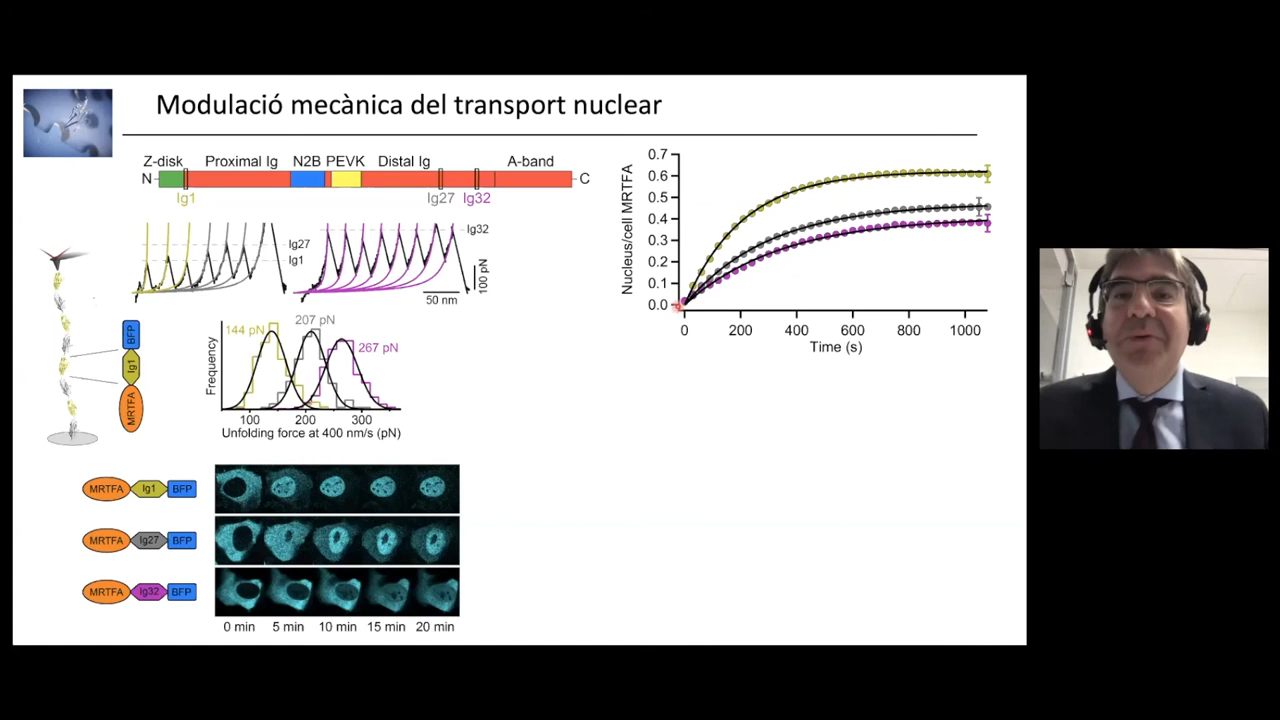 Modulació mecànica del transport nuclear
Z-disk Proximal Ig N2B PEVK Distal Ig A-band
N C
Ig1 Ig27 Ig32
Ig27
Ig1
Ig32
100 pN
50 nm
BFP
Ig1
MRTFA
144 pN
207 pN
267 pN
Frequency
100 200 300
Unfolding force at 400 nm/s (pN)
MRTFA Ig1 BFP
MRTFA Ig27 BFP
MRTFA Ig32 BFP
0 min 5 min 10 min 15 min 20 min
Nucleus/cell MRTFA
0.7
0.6
0.5
0.4
0.3
0.2
0.1
0.0
0 200 400 600 800 1000
Time (s)